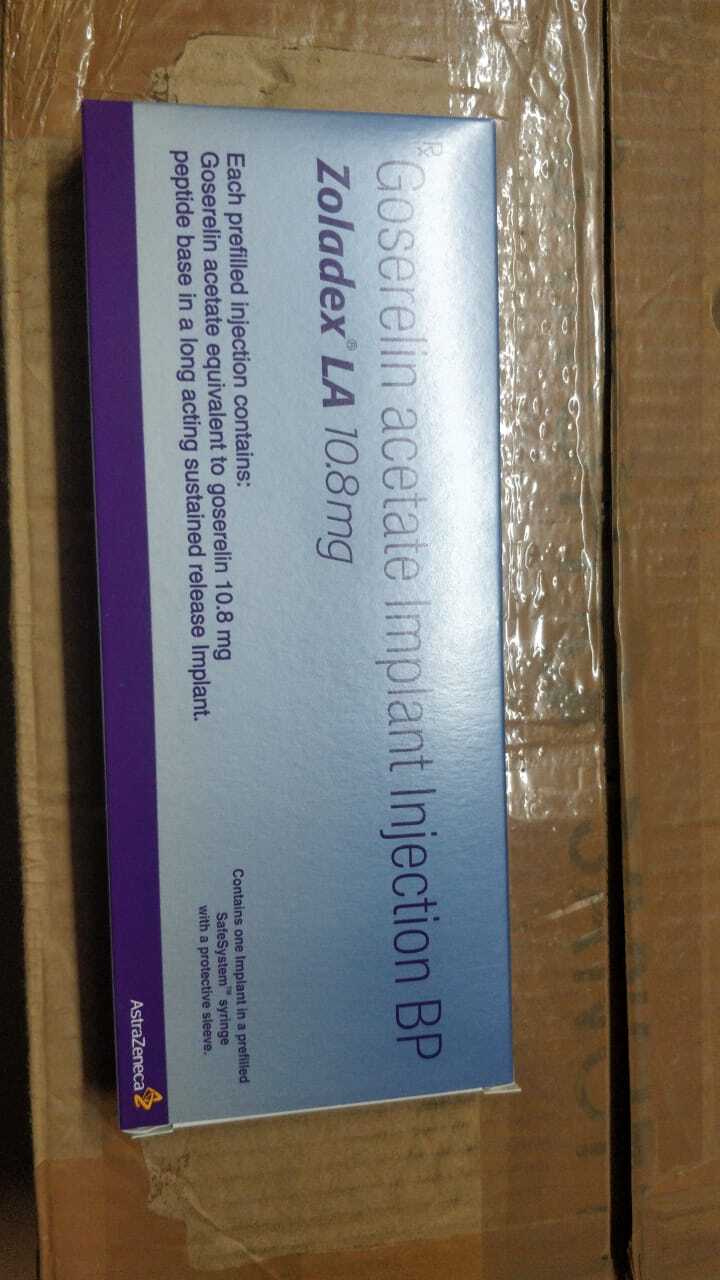 Rx
Goserelin acetate Implant Injection BP
Zoladex® LA 10.8mg
Each prefilled injection contains:
Goserelin acetate equivalent to goserelin 10.8 mg
peptide base in a long acting sustained release Implant.
Contains one Implant in a prefilled
SafeSystem™ syringe
with a protective sleeve.
AstraZeneca